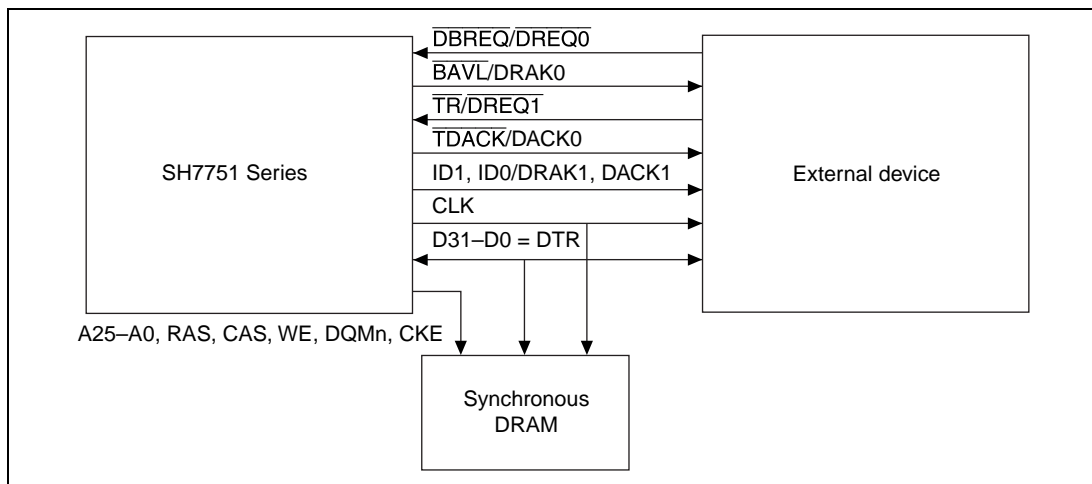 DBREQ/DREQ0
BAVL/DRAK0
TR/DREQ1
TDACK/DACK0
SH7751 Series
External device
ID1, ID0/DRAK1, DACK1
CLK
D31–D0 = DTR
A25–A0, RAS, CAS, WE, DQMn, CKE
Synchronous
DRAM